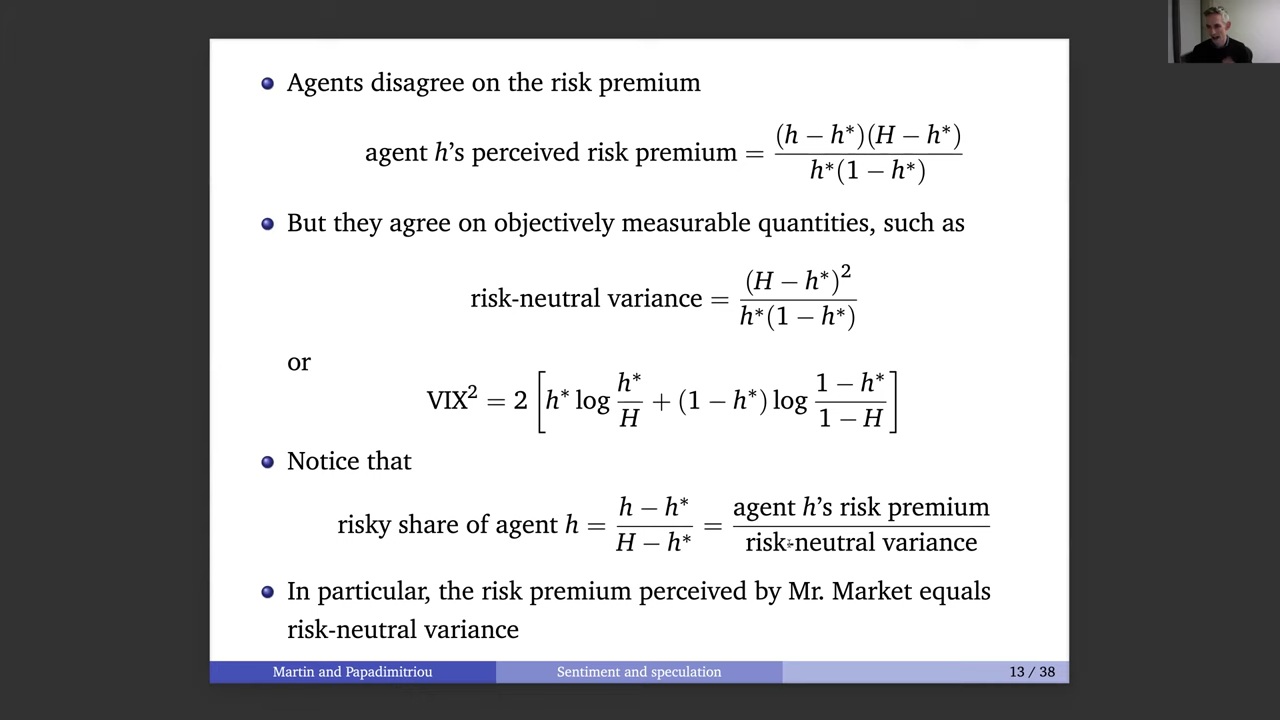 Agents disagree on the risk premium
agent h's perceived risk premium = (h − h*)(H − h*) / h*(1 − h*)
But they agree on objectively measurable quantities, such as
risk-neutral variance = (H − h*)² / h*(1 − h*)
or
VIX² = 2 [h* log h*/H + (1 − h*) log (1 − h*)/(1 − H)]
Notice that
risky share of agent h = (h − h*)/(H − h*) = agent h's risk premium / risk-neutral variance
In particular, the risk premium perceived by Mr. Market equals
risk-neutral variance
Martin and Papadimitriou Sentiment and speculation 13 / 38